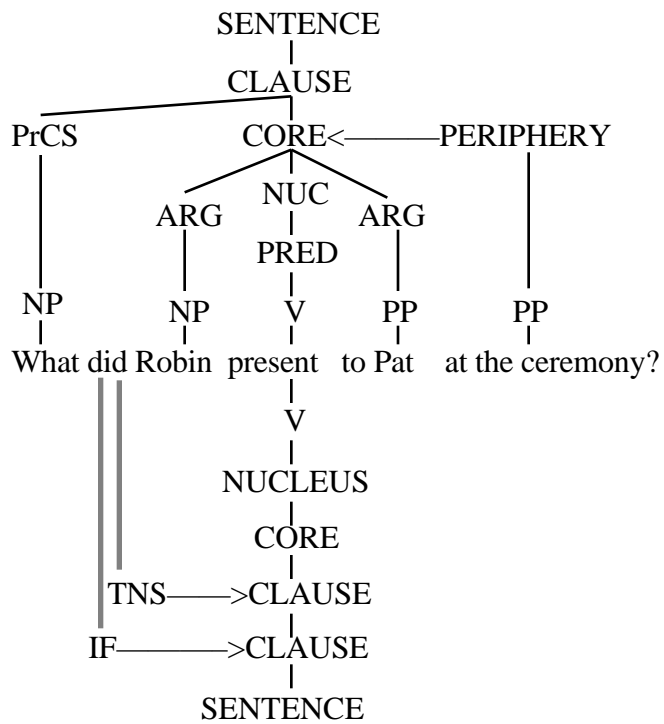 SENTENCE
CLAUSE
PrCS CORE<———PERIPHERY
NUC
ARG ARG
PRED
NP NP V PP PP
What did Robin present to Pat at the ceremony?
V
NUCLEUS
CORE
TNS——>CLAUSE
IF———>CLAUSE
SENTENCE